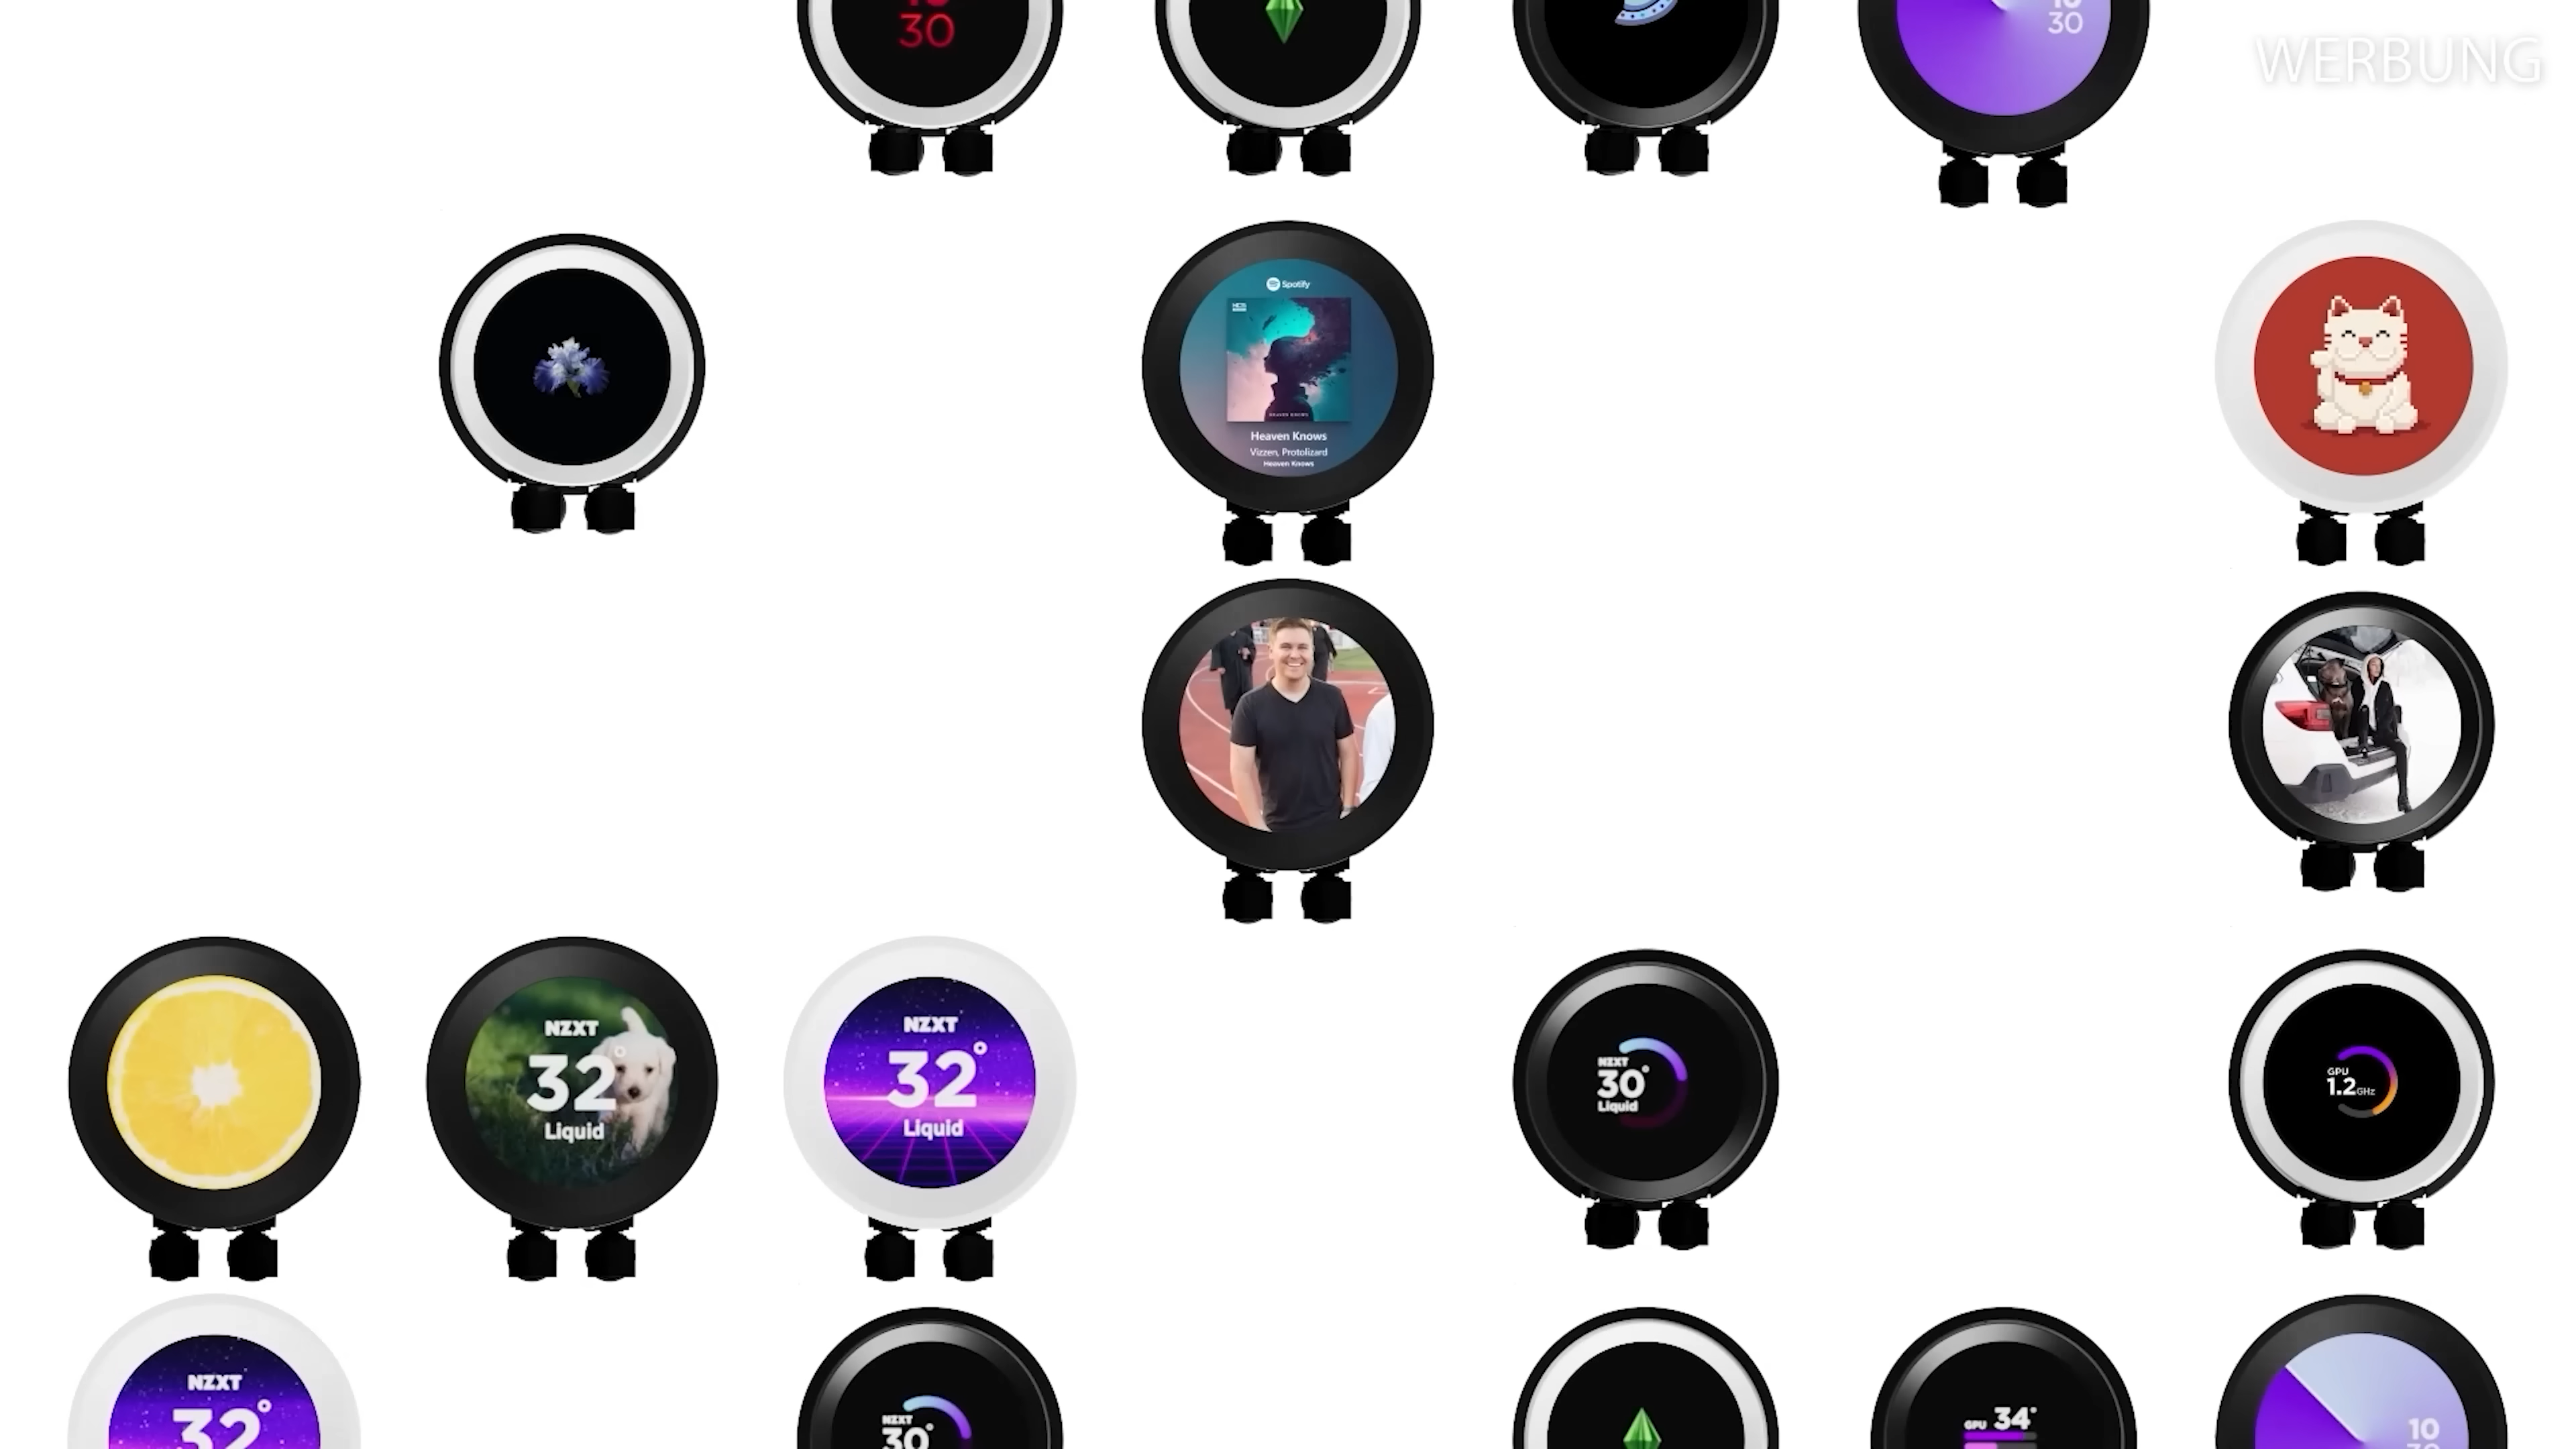 30
30
WERBUNG
Spotify
Heaven Knows
Vizzen, Protolizard
Heaven Knows
NZXT
32°
Liquid
NZXT
32°
Liquid
NZXT
30°
Liquid
GPU
1.2GHz
NZXT
32°
NZXT
30°
GPU 34°
10